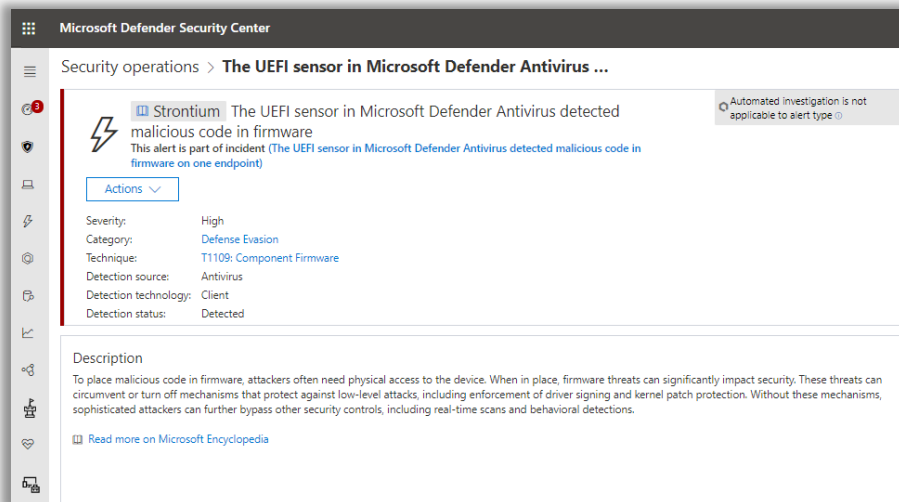 Microsoft Defender Security Center
Security operations > The UEFI sensor in Microsoft Defender Antivirus ...
3
Strontium The UEFI sensor in Microsoft Defender Antivirus detected
malicious code in firmware
This alert is part of incident (The UEFI sensor in Microsoft Defender Antivirus detected malicious code in
firmware on one endpoint)
Automated investigation is not
applicable to alert type
Actions
Severity: High
Category: Defense Evasion
Technique: T1109: Component Firmware
Detection source: Antivirus
Detection technology: Client
Detection status: Detected
Description
To place malicious code in firmware, attackers often need physical access to the device. When in place, firmware threats can significantly impact security. These threats can
circumvent or turn off mechanisms that protect against low-level attacks, including enforcement of driver signing and kernel patch protection. Without these mechanisms,
sophisticated attackers can further bypass other security controls, including real-time scans and behavioral detections.
Read more on Microsoft Encyclopedia